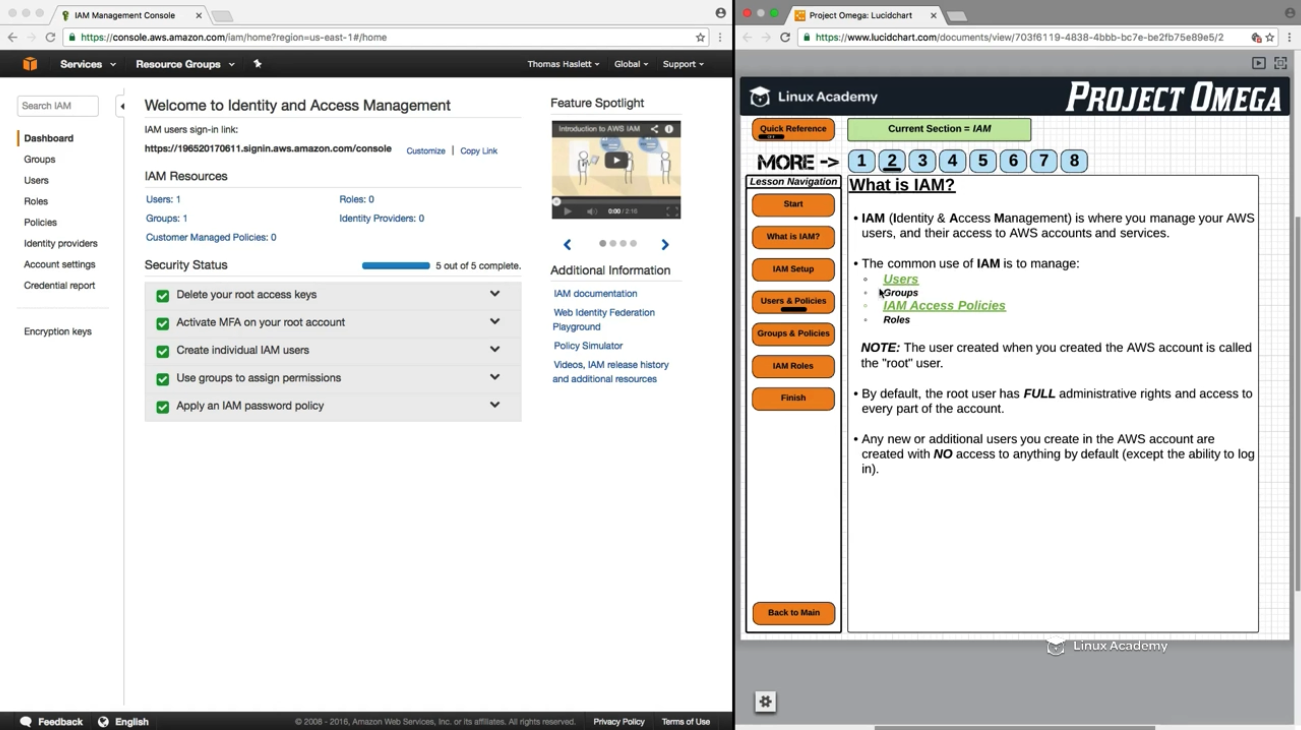 IAM Management Console
https://console.aws.amazon.com/iam/home?region=us-east-1#/home
Services
Resource Groups
Thomas Haslett
Global
Support
Search IAM
Dashboard
Groups
Users
Roles
Policies
Identity providers
Account settings
Credential report
Encryption keys
Welcome to Identity and Access Management
IAM users sign-in link:
https://196520170611.signin.aws.amazon.com/console
Customize | Copy Link
IAM Resources
Users: 1
Roles: 0
Groups: 1
Identity Providers: 0
Customer Managed Policies: 0
Security Status
5 out of 5 complete.
Delete your root access keys
Activate MFA on your root account
Create individual IAM users
Use groups to assign permissions
Apply an IAM password policy
Feature Spotlight
Introduction to AWS IAM
0:00 / 2:16
Additional Information
IAM documentation
Web Identity Federation
Playground
Policy Simulator
Videos, IAM release history
and additional resources
Feedback
English
© 2008 - 2016, Amazon Web Services, Inc. or its affiliates. All rights reserved.
Privacy Policy
Terms of Use
Project Omega: Lucidchart
https://www.lucidchart.com/documents/view/703f6119-4838-4bbb-bc7e-be2fb75e89e5/2
Linux Academy
PROJECT OMEGA
Quick Reference
Current Section = IAM
MORE -> 1 2 3 4 5 6 7 8
Lesson Navigation
Start
What is IAM?
IAM Setup
Users & Policies
Groups & Policies
IAM Roles
Finish
Back to Main
What is IAM?
• IAM (Identity & Access Management) is where you manage your AWS
users, and their access to AWS accounts and services.
• The common use of IAM is to manage:
• Users
• Groups
• IAM Access Policies
• Roles
NOTE: The user created when you created the AWS account is called
the "root" user.
• By default, the root user has FULL administrative rights and access to
every part of the account.
• Any new or additional users you create in the AWS account are
created with NO access to anything by default (except the ability to log
in).
Linux Academy